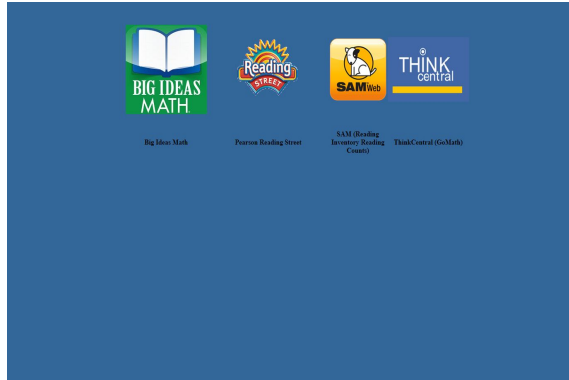 BIG IDEAS
MATH
Reading
STREET
SAM Web
THINK
central
Big Ideas Math
Pearson Reading Street
SAM (Reading
Inventory Reading
Counts)
ThinkCentral (GoMath)